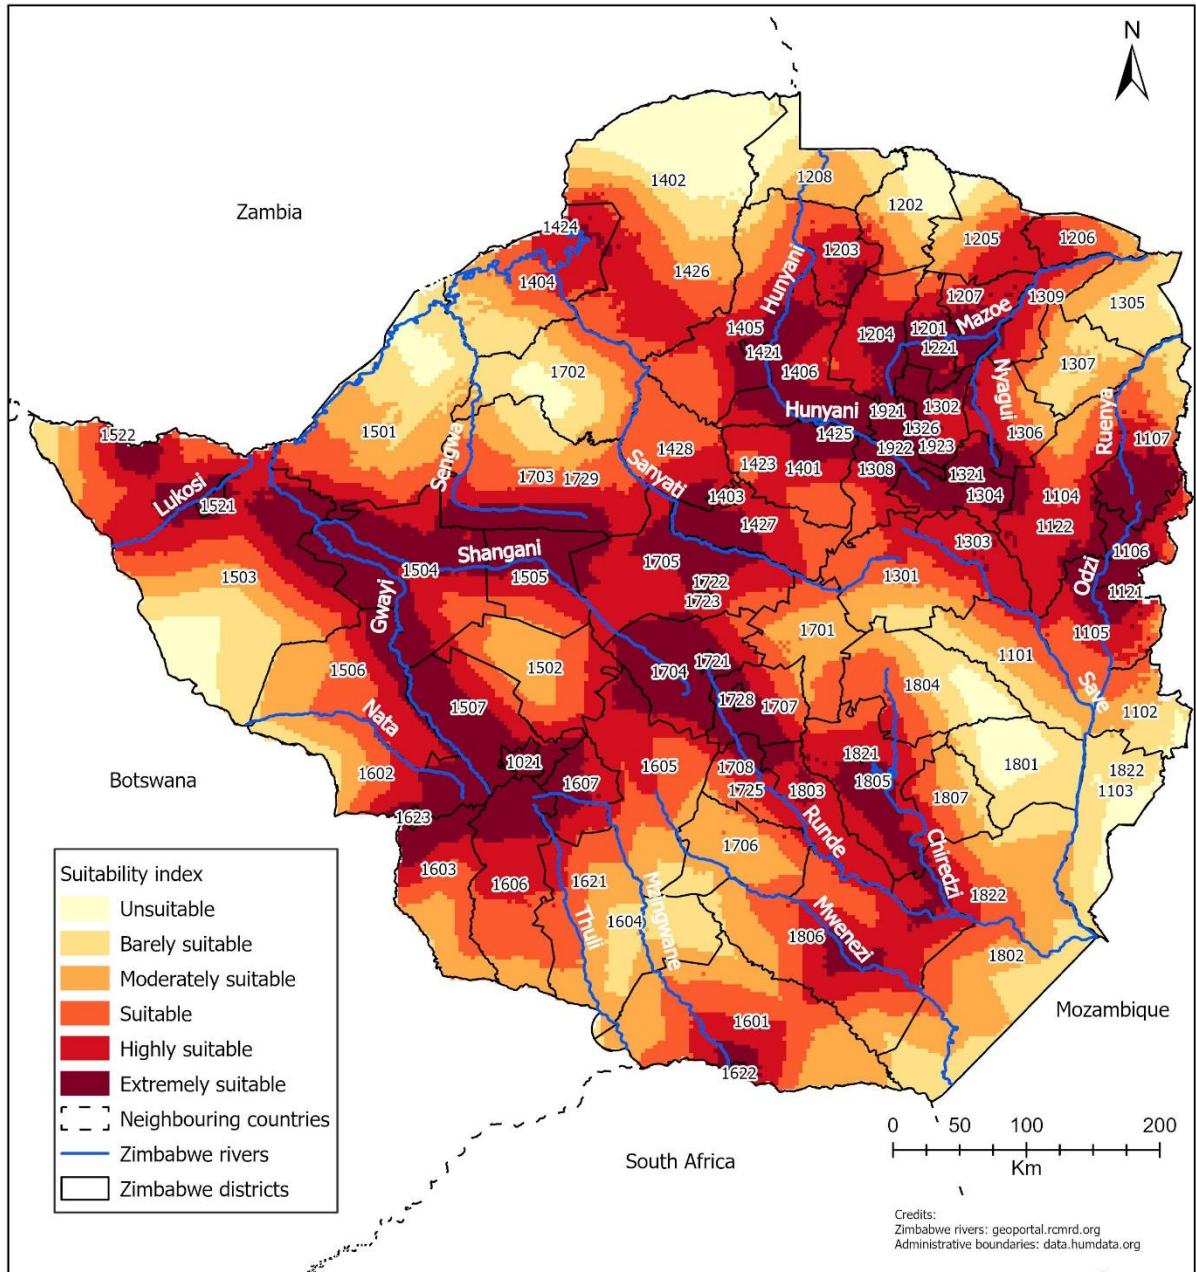 N
Zambia
1402
1208
1202
1424
1203
1205
1206
1404
1426
Hunyani
1207
1309
1305
1405
1204
1201
Mazoe
1421
1221
1702
1406
1307
Nyagui
Ruenya
1501
Hunyani
1921
1302
1522
1425
1326
1306
1107
Sengwa
1428
1922
1923
Sanyati
1423
1401
1308
1703
1729
1321
Lukosi
1521
1403
1304
1104
1427
1122
Shangani
1303
1106
1504
1505
1705
Odzi
1503
1722
1301
1121
1723
Gwayi
1701
1105
1506
1502
1704
1721
1101
1804
Save
1507
1728
1707
1102
Nata
Botswana
1021
1821
1801
1822
1602
1607
1605
1708
1805
1103
1725
1803
1807
1623
Runde
1706
Chiredzi
1603
1606
1621
1822
Thuli
1604
Mzingwane
1806
Mwenezi
1802
Mozambique
1601
1622
South Africa
Suitability index
Unsuitable
Barely suitable
Moderately suitable
Suitable
Highly suitable
Extremely suitable
Neighbouring countries
Zimbabwe rivers
Zimbabwe districts
0 50 100 200
Km
Credits:
Zimbabwe rivers: geoportal.rcmrd.org
Administrative boundaries: data.humdata.org